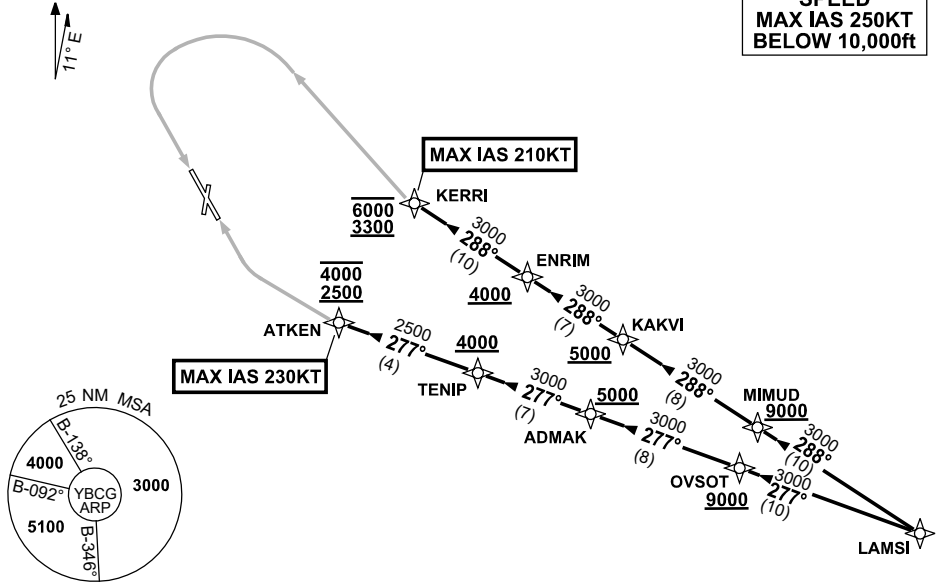 SPEED
MAX IAS 250KT
BELOW 10,000ft
11° E
MAX IAS 210KT
KERRI
6000
3300
3000
288°
(10)
ENRIM
4000
3000
288°
(7)
KAKVI
5000
3000
288°
(8)
MIMUD
9000
3000
288°
(10)
4000
2500
ATKEN
MAX IAS 230KT
2500
277°
(4)
4000
TENIP
3000
277°
(7)
5000
ADMAK
3000
277°
(8)
OVSOT
9000
3000
277°
(10)
LAMSI
25 NM MSA
B-138°
4000
B-092°
YBCG
ARP
3000
5100
B-346°